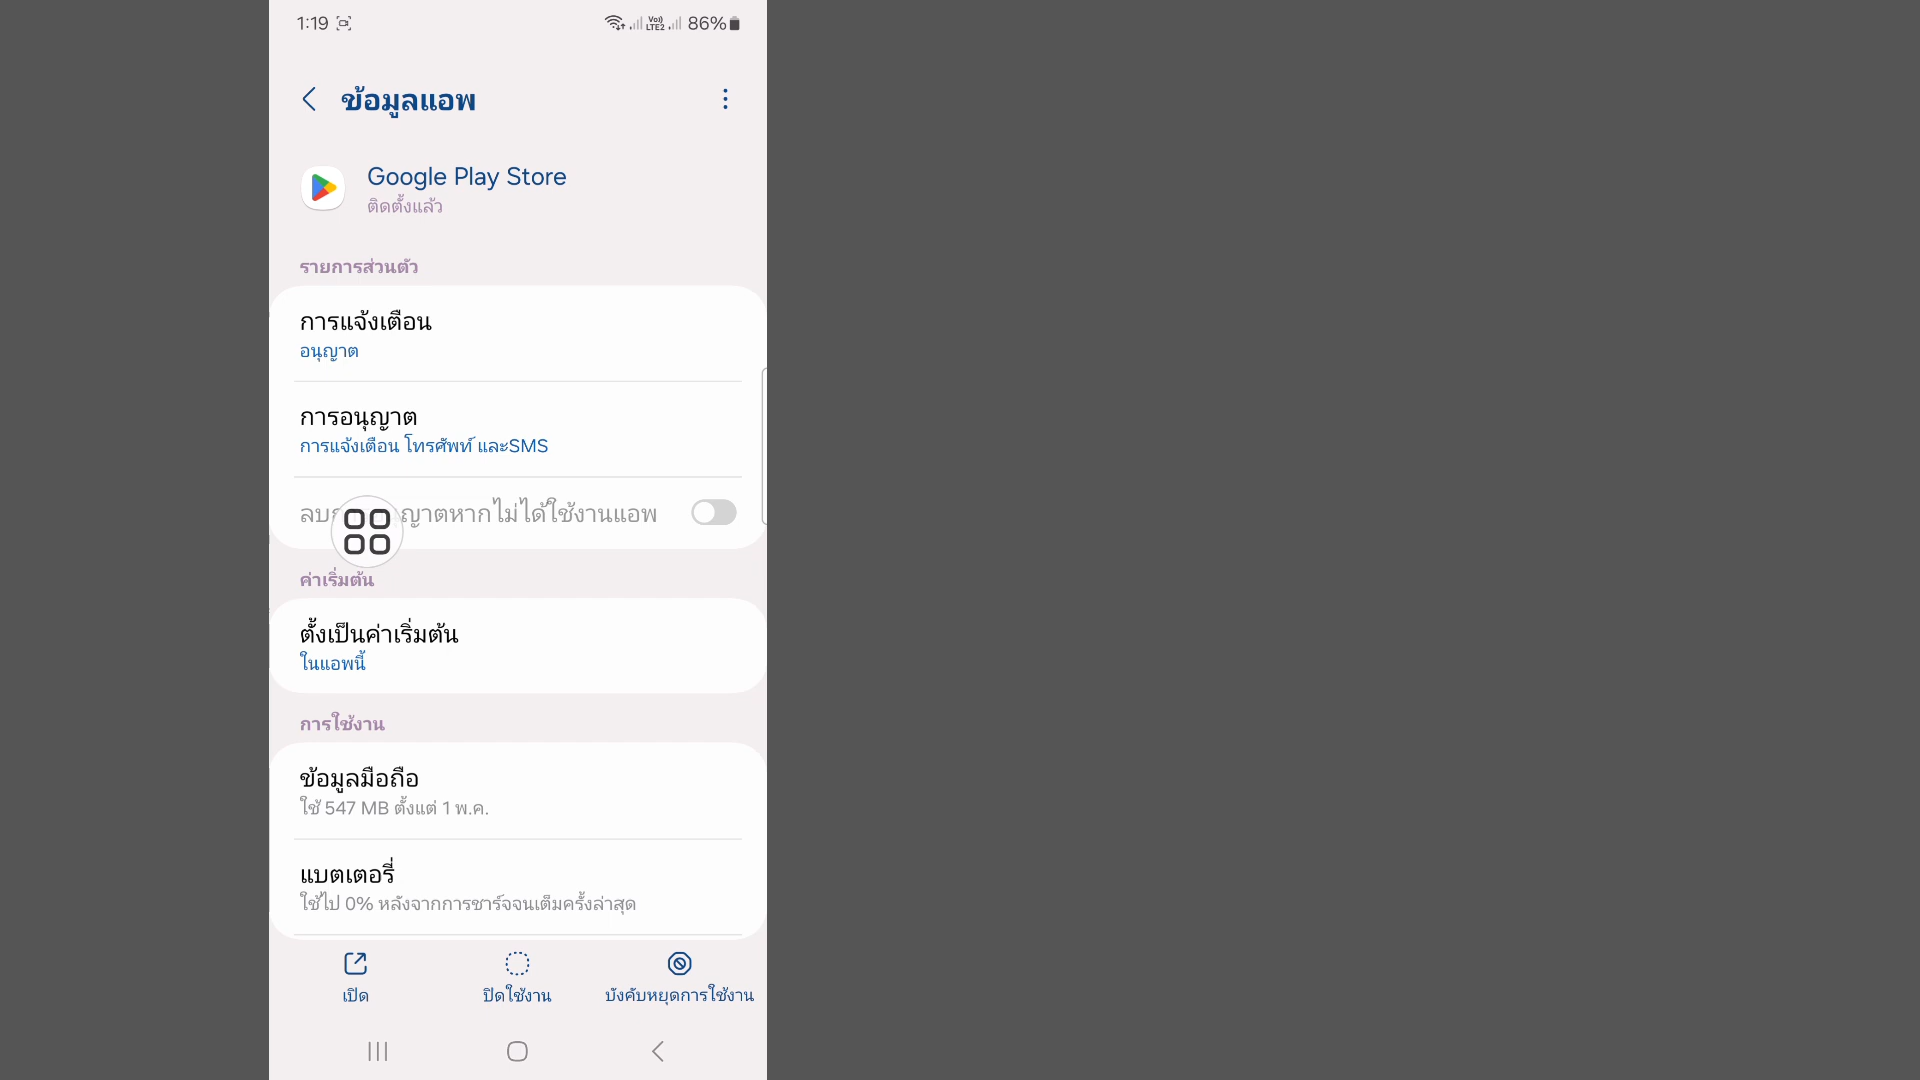 1:19 86%
ข้อมูลแอพ
Google Play Store
ติดตั้งแล้ว
รายการส่วนตัว
การแจ้งเตือน
อนุญาต
การอนุญาต
การแจ้งเตือน โทรศัพท์ และSMS
ลบ ญาตหากไม่ได้ใช้งานแอพ
ค่าเริ่มต้น
ตั้งเป็นค่าเริ่มต้น
ในแอพนี้
การใช้งาน
ข้อมูลมือถือ
ใช้ 547 MB ตั้งแต่ 1 พ.ค.
แบตเตอรี่
ใช้ไป 0% หลังจากการชาร์จจนเต็มครั้งล่าสุด
เปิด ปิดใช้งาน บังคับหยุดการใช้งาน